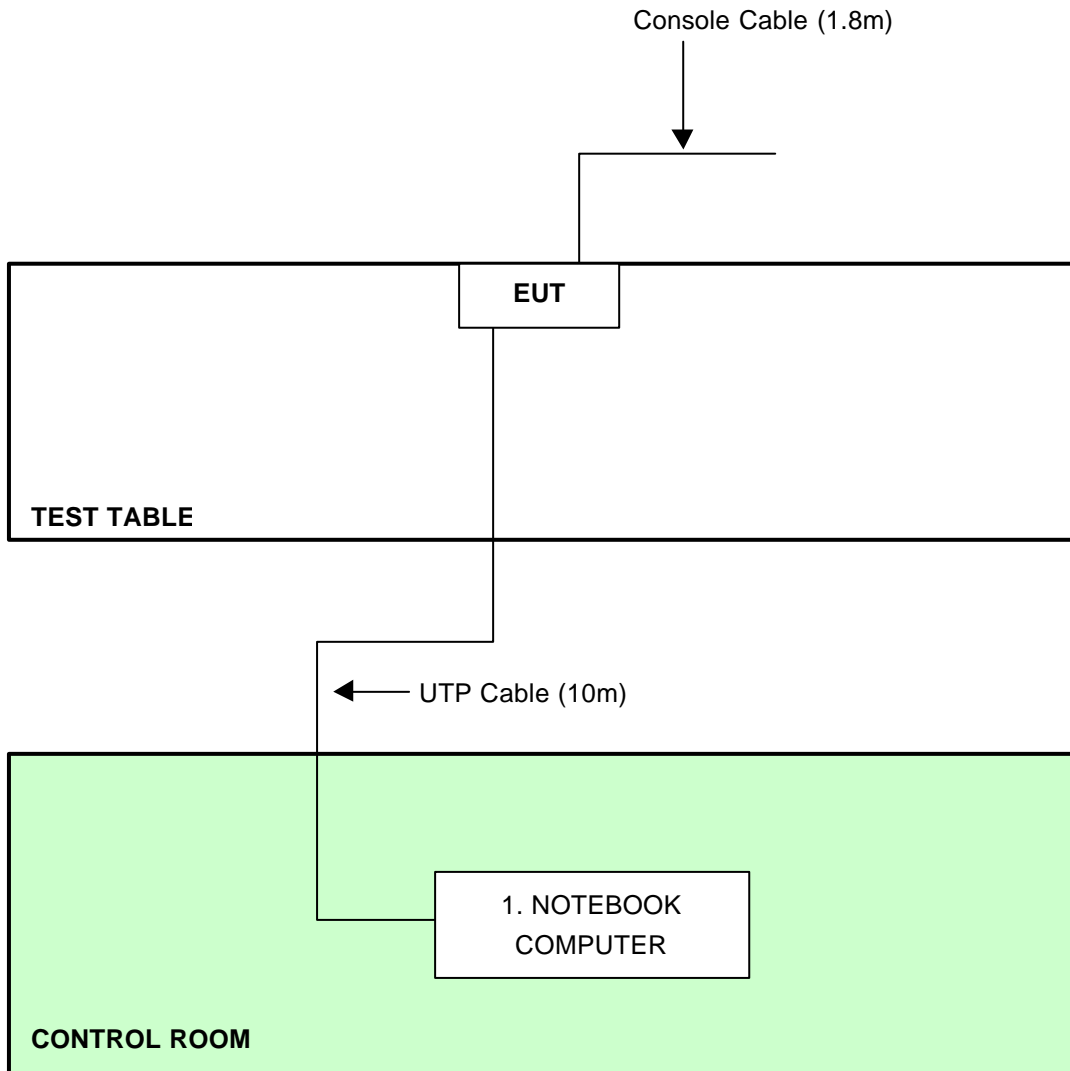 Console Cable (1.8m)
EUT
TEST TABLE
UTP Cable (10m)
1. NOTEBOOK
COMPUTER
CONTROL ROOM